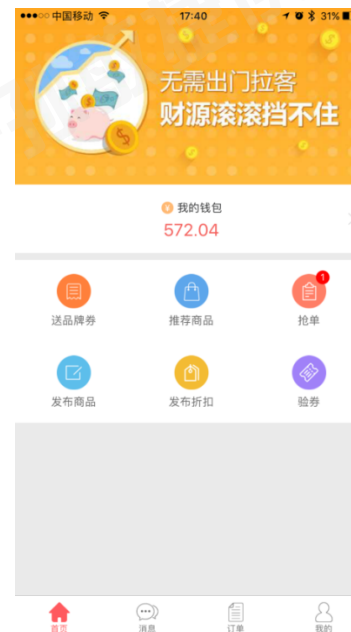 中国移动 17:40 31%
无需出门拉客
财源滚滚挡不住
¥ 我的钱包
572.04
1
送品牌券 推荐商品 抢单
发布商品 发布折扣 验券
首页 消息 订单 我的